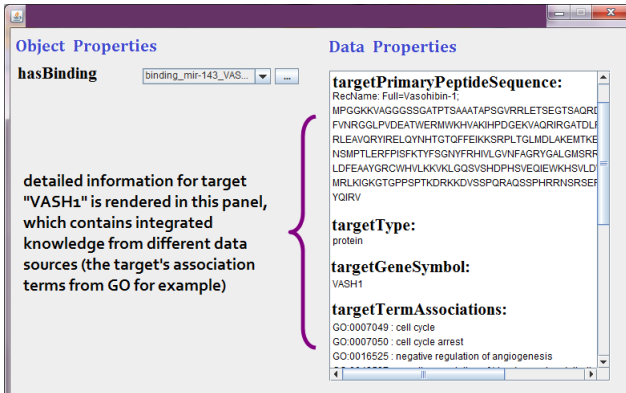 Object Properties
Data Properties
hasBinding
binding_mir-143_VAS...
...
targetPrimaryPeptideSequence:
RecName: Full=Vasohibin-1;
MPGGKKVAGGGSSGATPTSAAATAPSGVRRLETSEGTSAQRD
FVNRGGLPVDEATWERMWKHVAKIHPDGEKVAQRIRGATDL
RLEAVQRYIRELQYNHTGTQFFEIKKSRPLTGLMDLAKEMTKE
NSMPTLERFPISFKTYFSGNYFRHIVLGVNFAGRYGALGMSRR
LDFEAAYGRCWHVLKKVKLGQSVSHDPHSVEQIEWKHSVLD
MRLKIGKGTGPPSPTKDRKKDVSSPQRAQSSPHRRNSRSE
YQIRV
detailed information for target
"VASH1" is rendered in this panel,
which contains integrated
knowledge from different data
sources (the target's association
terms from GO for example)
targetType:
protein
targetGeneSymbol:
VASH1
targetTermAssociations:
GO:0007049 : cell cycle
GO:0007050 : cell cycle arrest
GO:0016525 : negative regulation of angiogenesis